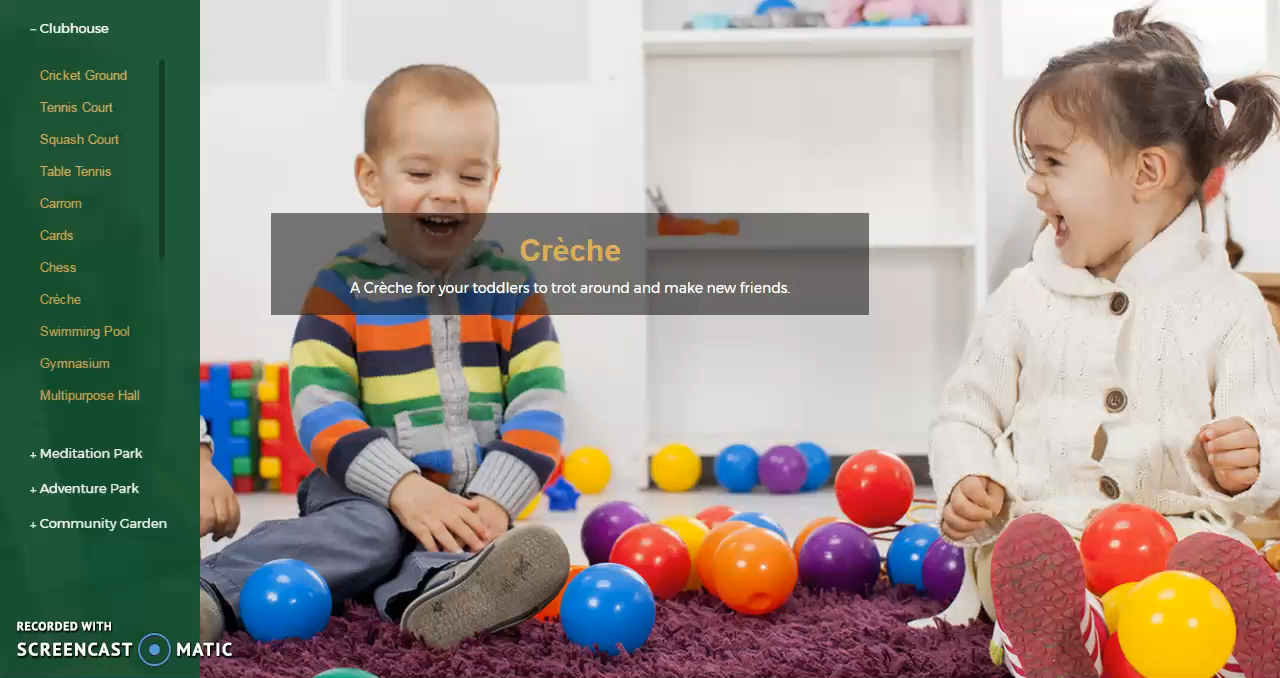 – Clubhouse
Cricket Ground
Tennis Court
Squash Court
Table Tennis
Carrom
Cards
Chess
Crèche
Swimming Pool
Gymnasium
Multipurpose Hall
+ Meditation Park
+ Adventure Park
+ Community Garden
Crèche
A Crèche for your toddlers to trot around and make new friends.
RECORDED WITH
SCREENCAST MATIC